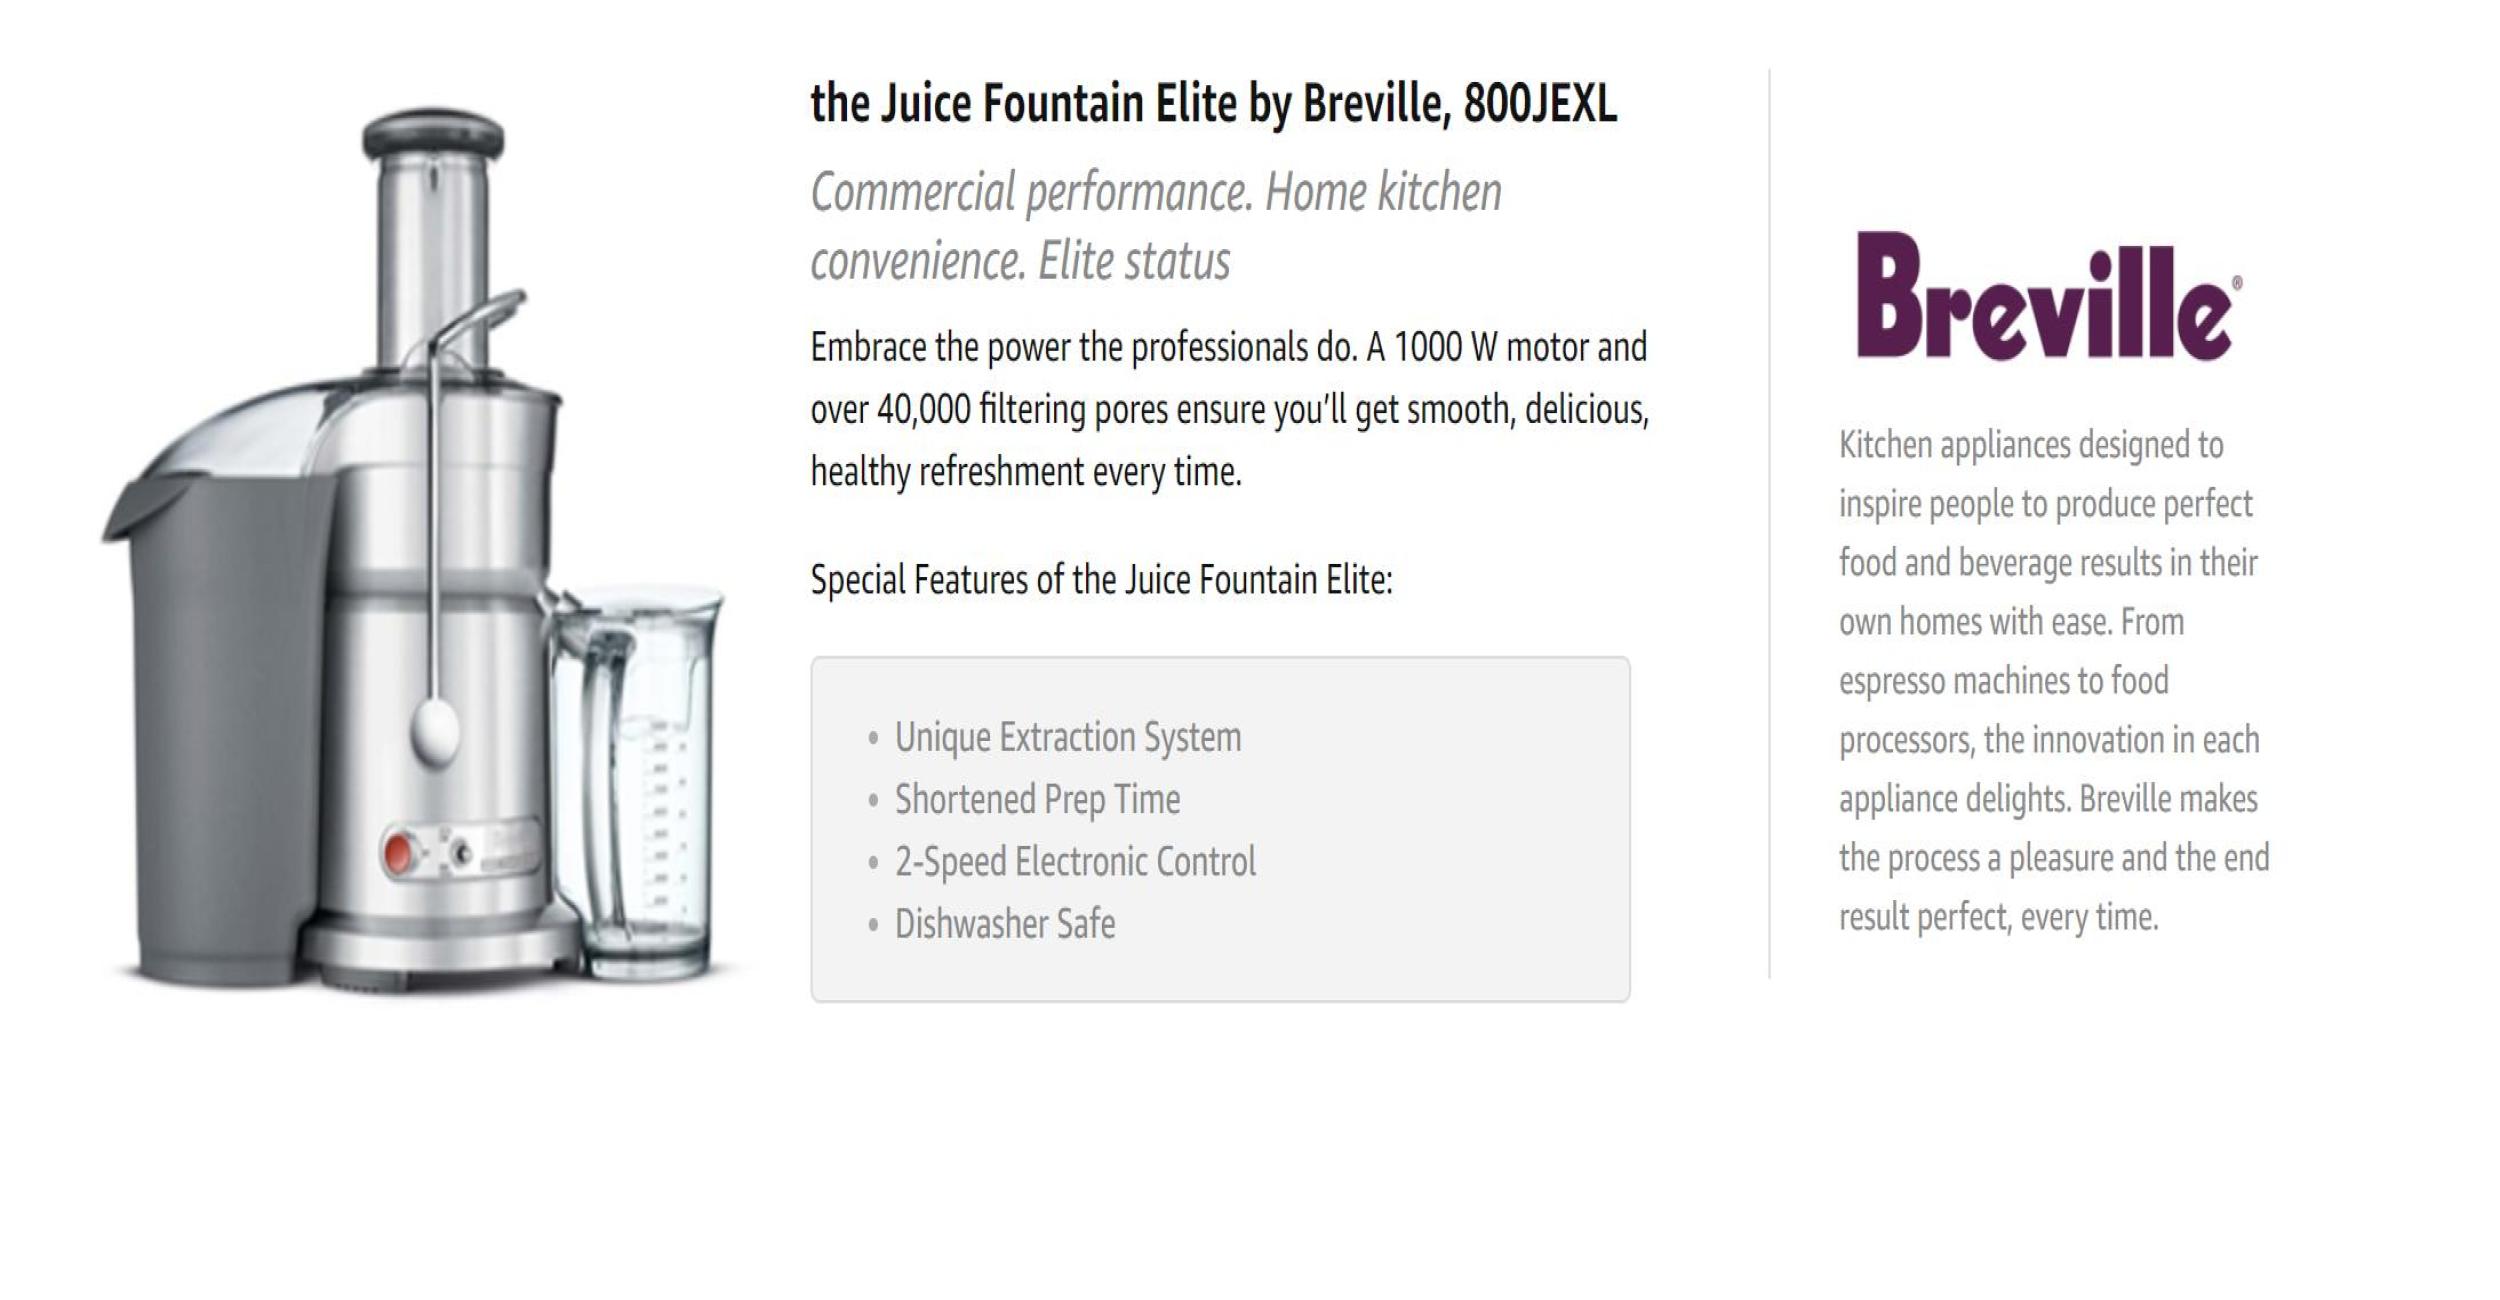 the Juice Fountain Elite by Breville, 800JEXL
Commercial performance. Home kitchen
convenience. Elite status
Embrace the power the professionals do. A 1000 W motor and
over 40,000 filtering pores ensure you'll get smooth, delicious,
healthy refreshment every time.
Special Features of the Juice Fountain Elite:
• Unique Extraction System
• Shortened Prep Time
• 2-Speed Electronic Control
• Dishwasher Safe
Breville®
Kitchen appliances designed to
inspire people to produce perfect
food and beverage results in their
own homes with ease. From
espresso machines to food
processors, the innovation in each
appliance delights. Breville makes
the process a pleasure and the end
result perfect, every time.